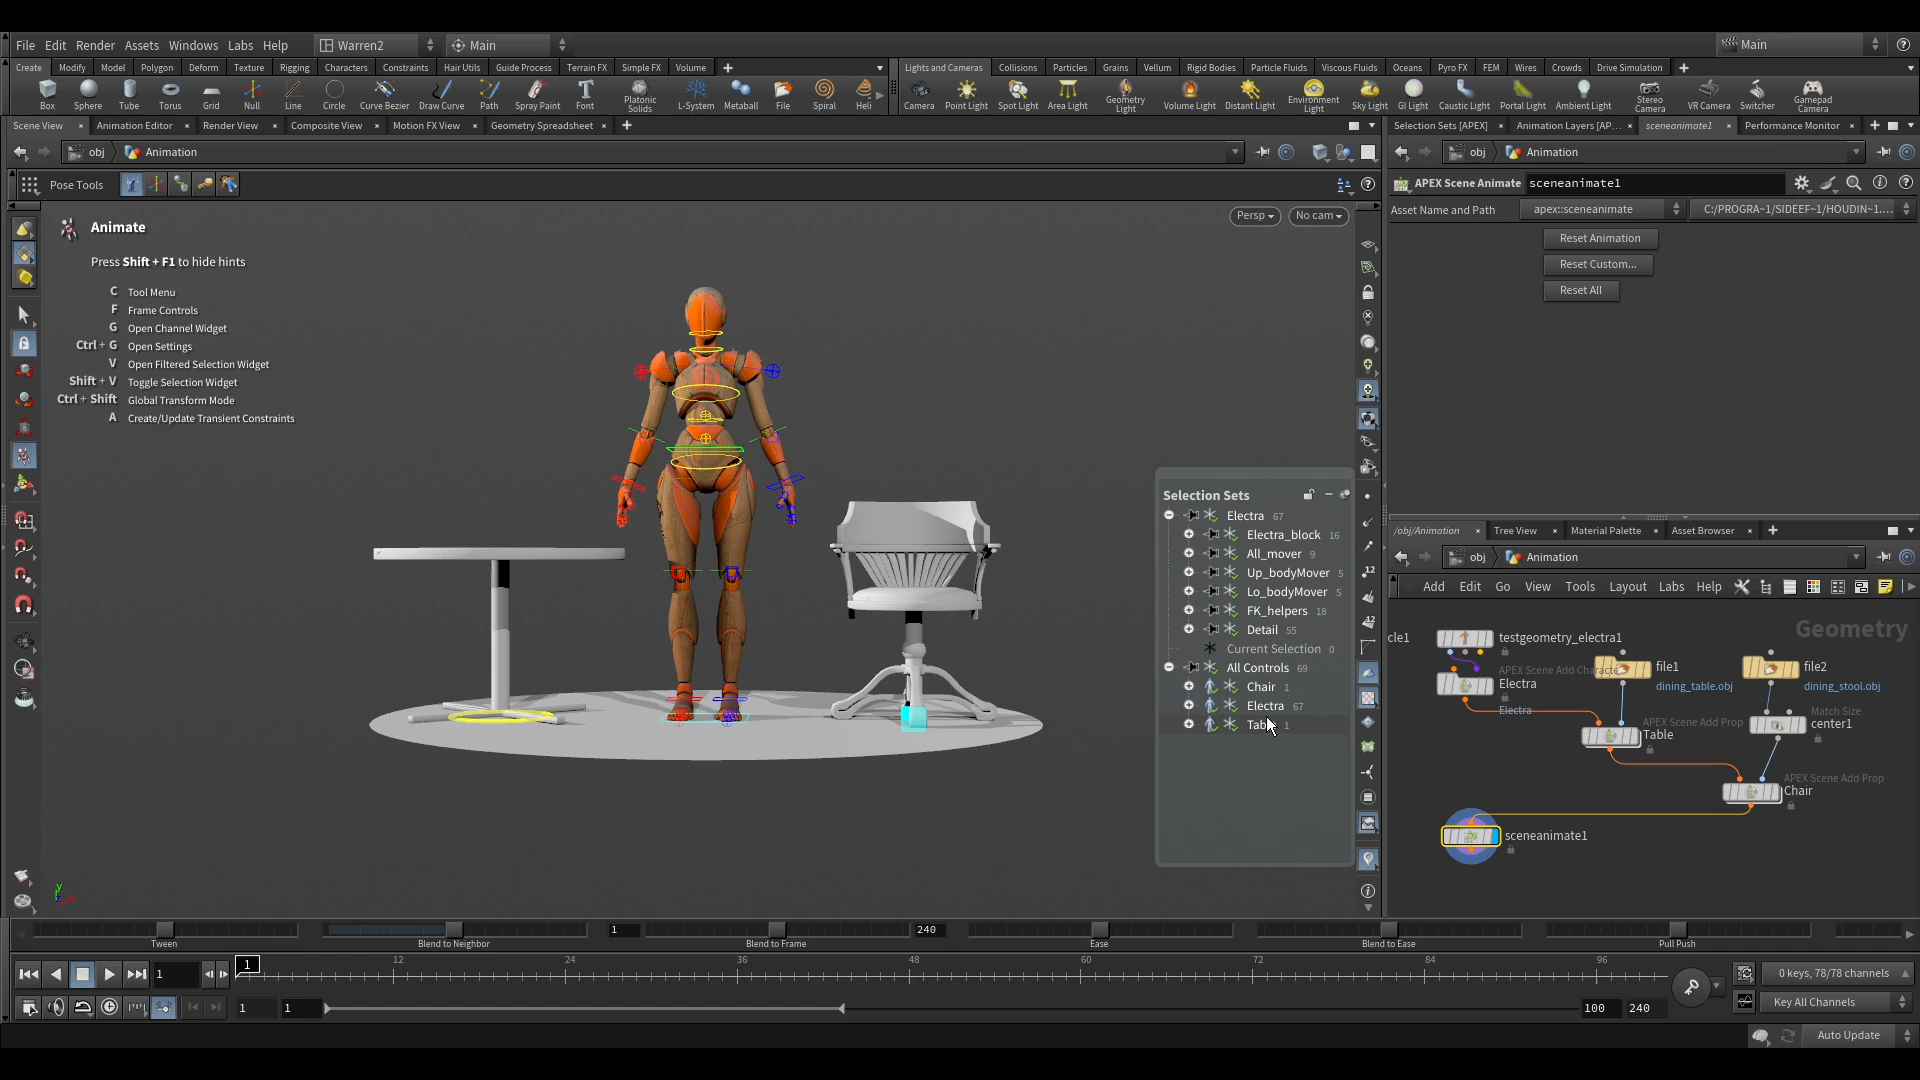 File Edit Render Assets Windows Labs Help Warren2 Main Main
Create Modify Model Polygon Deform Texture Rigging Characters Constraints Hair Utils Guide Process Terrain FX Simple FX Volume
Lights and Cameras Collisions Particles Grains Vellum Rigid Bodies Particle Fluids Viscous Fluids Oceans Pyro FX FEM Wires Crowds Drive Simulation
Box Sphere Tube Torus Grid Null Line Circle Curve Bezier Draw Curve Path Spray Paint Font Platonic Solids L-System Metaball File Spiral Heli
Camera Point Light Spot Light Area Light Geometry Light Volume Light Distant Light Environment Light Sky Light GI Light Caustic Light Portal Light Ambient Light Stereo Camera VR Camera Switcher Gamepad Camera
Scene View Animation Editor Render View Composite View Motion FX View Geometry Spreadsheet
Selection Sets [APEX] Animation Layers [AP... sceneanimate1 Performance Monitor
obj Animation
obj Animation
Pose Tools
APEX Scene Animate sceneanimate1
Asset Name and Path apex::sceneanimate C:/PROGRA~1/SIDEEF~1/HOUDIN~1....
Reset Animation
Reset Custom...
Reset All
Persp No cam
Animate
Press Shift + F1 to hide hints
C Tool Menu
F Frame Controls
G Open Channel Widget
Ctrl + G Open Settings
V Open Filtered Selection Widget
Shift + V Toggle Selection Widget
Ctrl + Shift Global Transform Mode
A Create/Update Transient Constraints
Selection Sets
Electra 67
Electra_block 16
All_mover 9
Up_bodyMover 5
Lo_bodyMover 5
FK_helpers 18
Detail 55
Current Selection 0
All Controls 69
Chair 1
Electra 67
1
/obj/Animation Tree View Material Palette Asset Browser
obj Animation
Add Edit Go View Tools Layout Labs Help
Geometry
cle1 testgeometry_electra1
APEX Scene Add Characte
Electra
Electra
file1
dining_table.obj
file2
dining_stool.obj
Match Size
center1
APEX Scene Add Prop
Table
APEX Scene Add Prop
Chair
sceneanimate1
12
12
y
1 240
Tween Blend to Neighbor Blend to Frame Ease Blend to Ease Pull Push
1 1 12 24 36 48 60 72 84 96
0 keys, 78/78 channels
1 1 100 240
Key All Channels
Auto Update